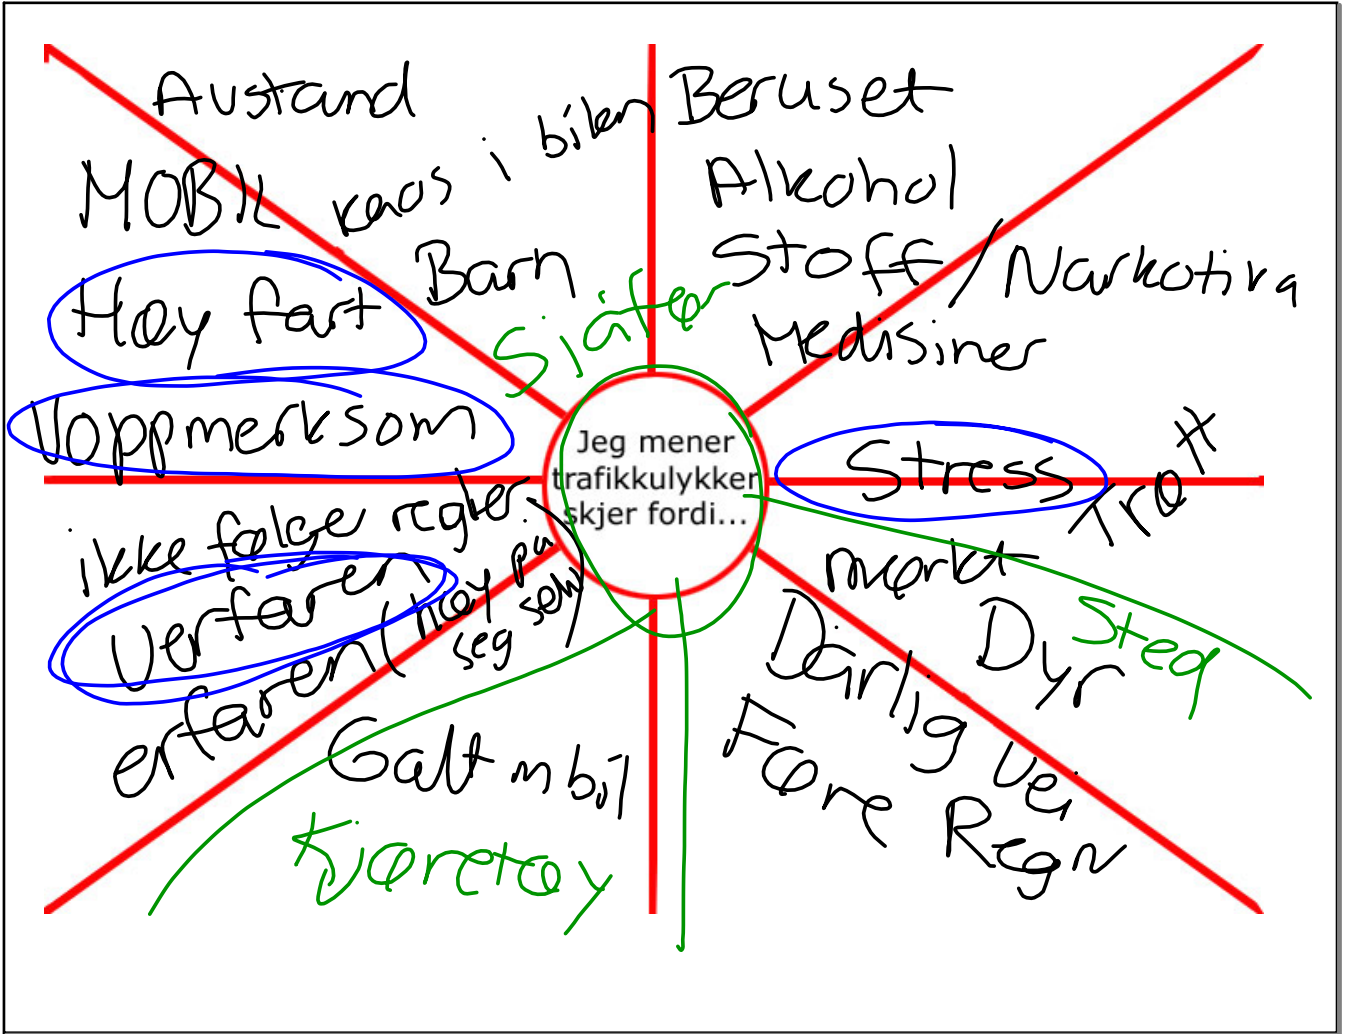 Avstand
MOBIL
kaos i bilen
Barn
Høy fart
Uoppmerksom
Sjåfør
Beruset
Alkohol
Stoff / Narkotika
Medisiner
Jeg mener
trafikkulykker
skjer fordi...
Stress
Trøtt
ikke følge regler
Uerfaren
erfaren (høy på
seg selv)
Galt m bil
Kjøretøy
mørkt
Dyr
Sted
Dårlig vei
Føre Regn